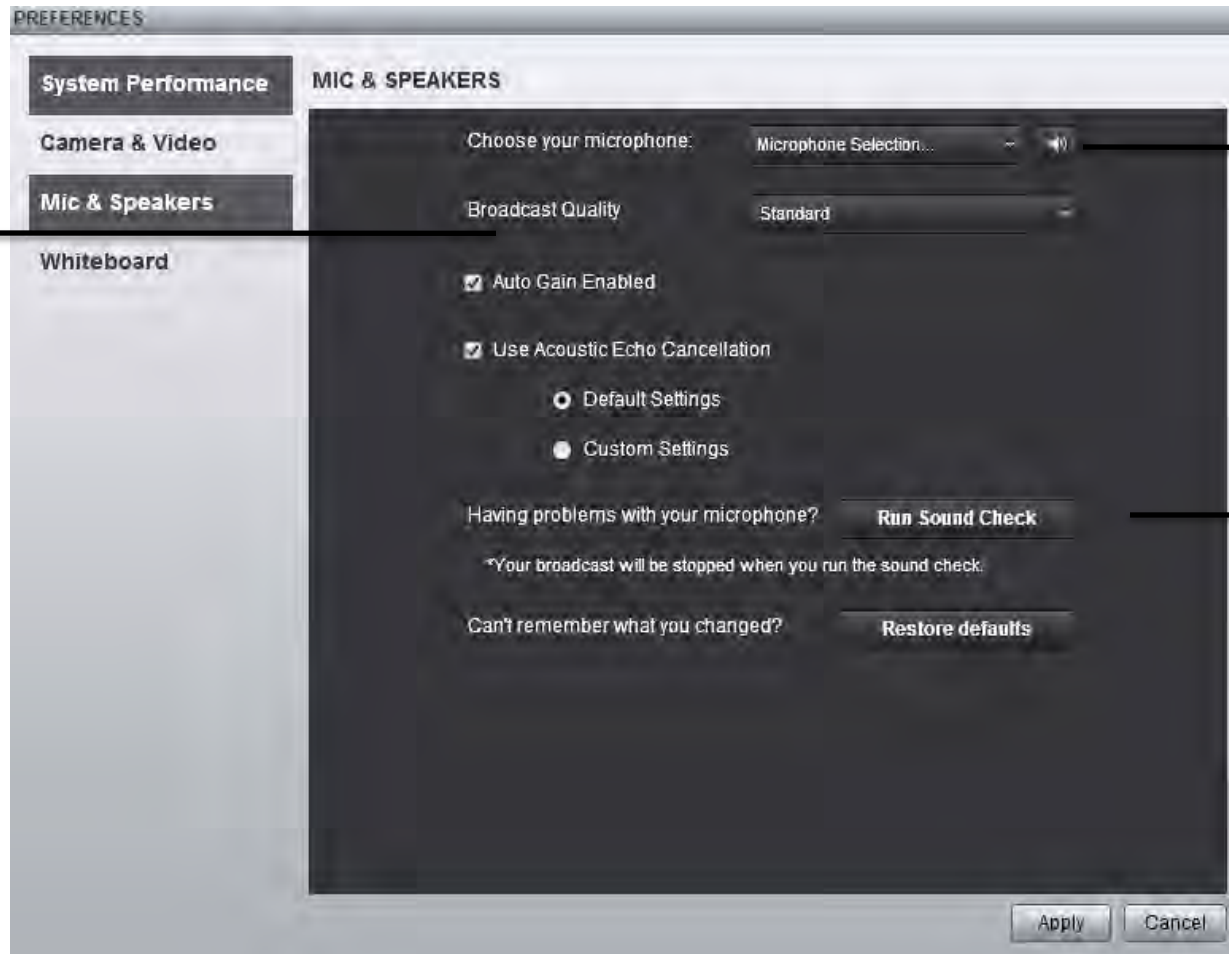 PREFERENCES
System Performance
Camera & Video
Mic & Speakers
Whiteboard
MIC & SPEAKERS
Choose your microphone: Microphone Selection...
Broadcast Quality Standard
Auto Gain Enabled
Use Acoustic Echo Cancellation
Default Settings
Custom Settings
Having problems with your microphone? Run Sound Check
*Your broadcast will be stopped when you run the sound check.
Can't remember what you changed? Restore defaults
Apply Cancel